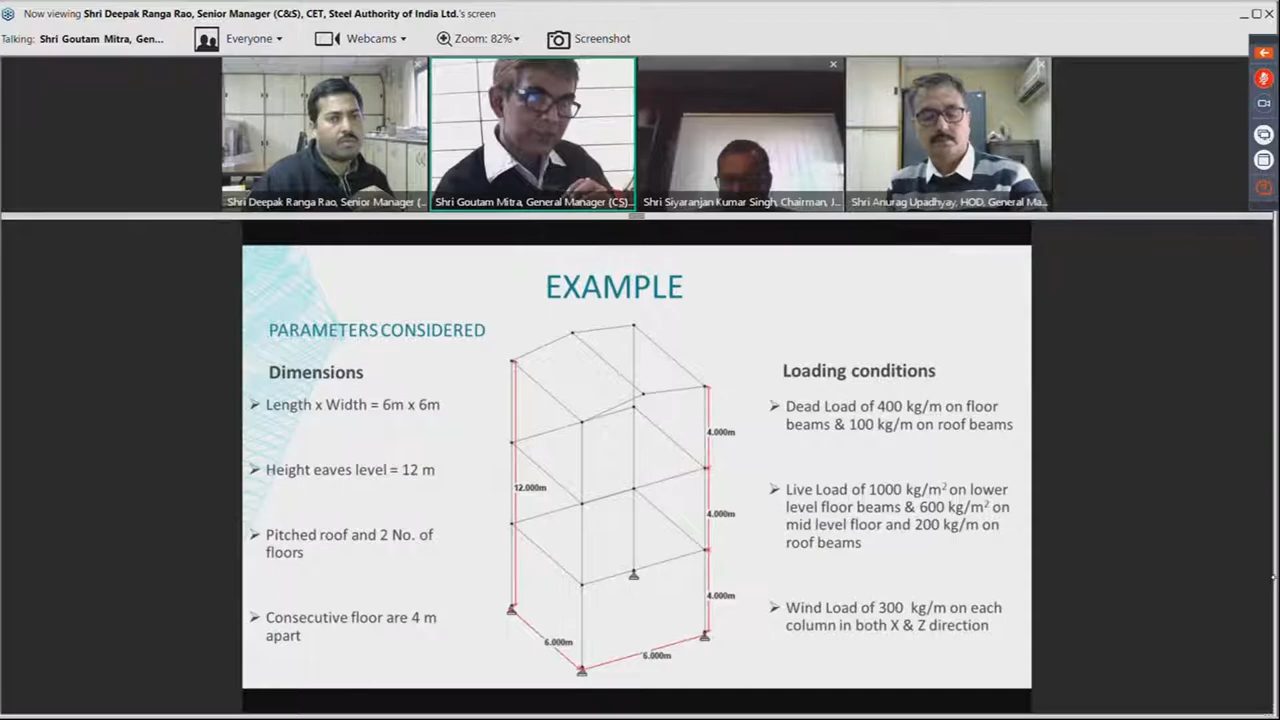 Now viewing Shri Deepak Ranga Rao, Senior Manager (C&S), CET, Steel Authority of India Ltd.'s screen
Talking: Shri Goutam Mitra, Gen...
Everyone
Webcams
Zoom: 82%
Screenshot
Shri Deepak Ranga Rao, Senior Manager (...
Shri Goutam Mitra, General Manager (CS)...
Shri Siyaranjan Kumar Singh, Chairman, J...
Shri Anurag Upadhyay, HOD, General Ma...
EXAMPLE
PARAMETERS CONSIDERED
Dimensions
➢ Length x Width = 6m x 6m
➢ Height eaves level = 12 m
➢ Pitched roof and 2 No. of
floors
➢ Consecutive floor are 4 m
apart
12.000m
4.000m
4.000m
4.000m
6.000m
6.000m
Loading conditions
➢ Dead Load of 400 kg/m on floor
beams & 100 kg/m on roof beams
➢ Live Load of 1000 kg/m² on lower
level floor beams & 600 kg/m² on
mid level floor and 200 kg/m on
roof beams
➢ Wind Load of 300 kg/m on each
column in both X & Z direction